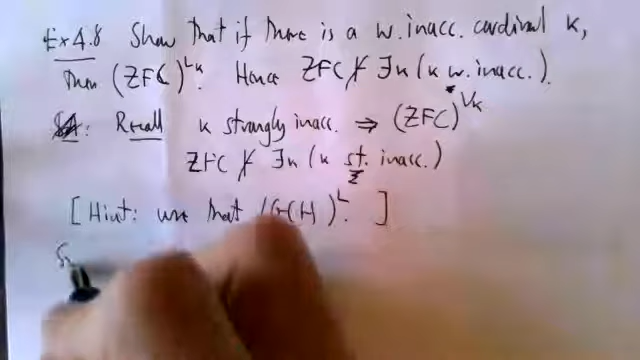 Ex 4.8 Show that if there is a w. inacc. cardinal κ,
then (ZFC)^{L_κ}. Hence ZFC ⊬ ∃κ (κ w. inacc.).
Recall κ strongly inacc. ⇒ (ZFC)^{V_κ}
ZFC ⊬ ∃κ (κ st. inacc.)
[Hint: use that (GCH)^L. ]